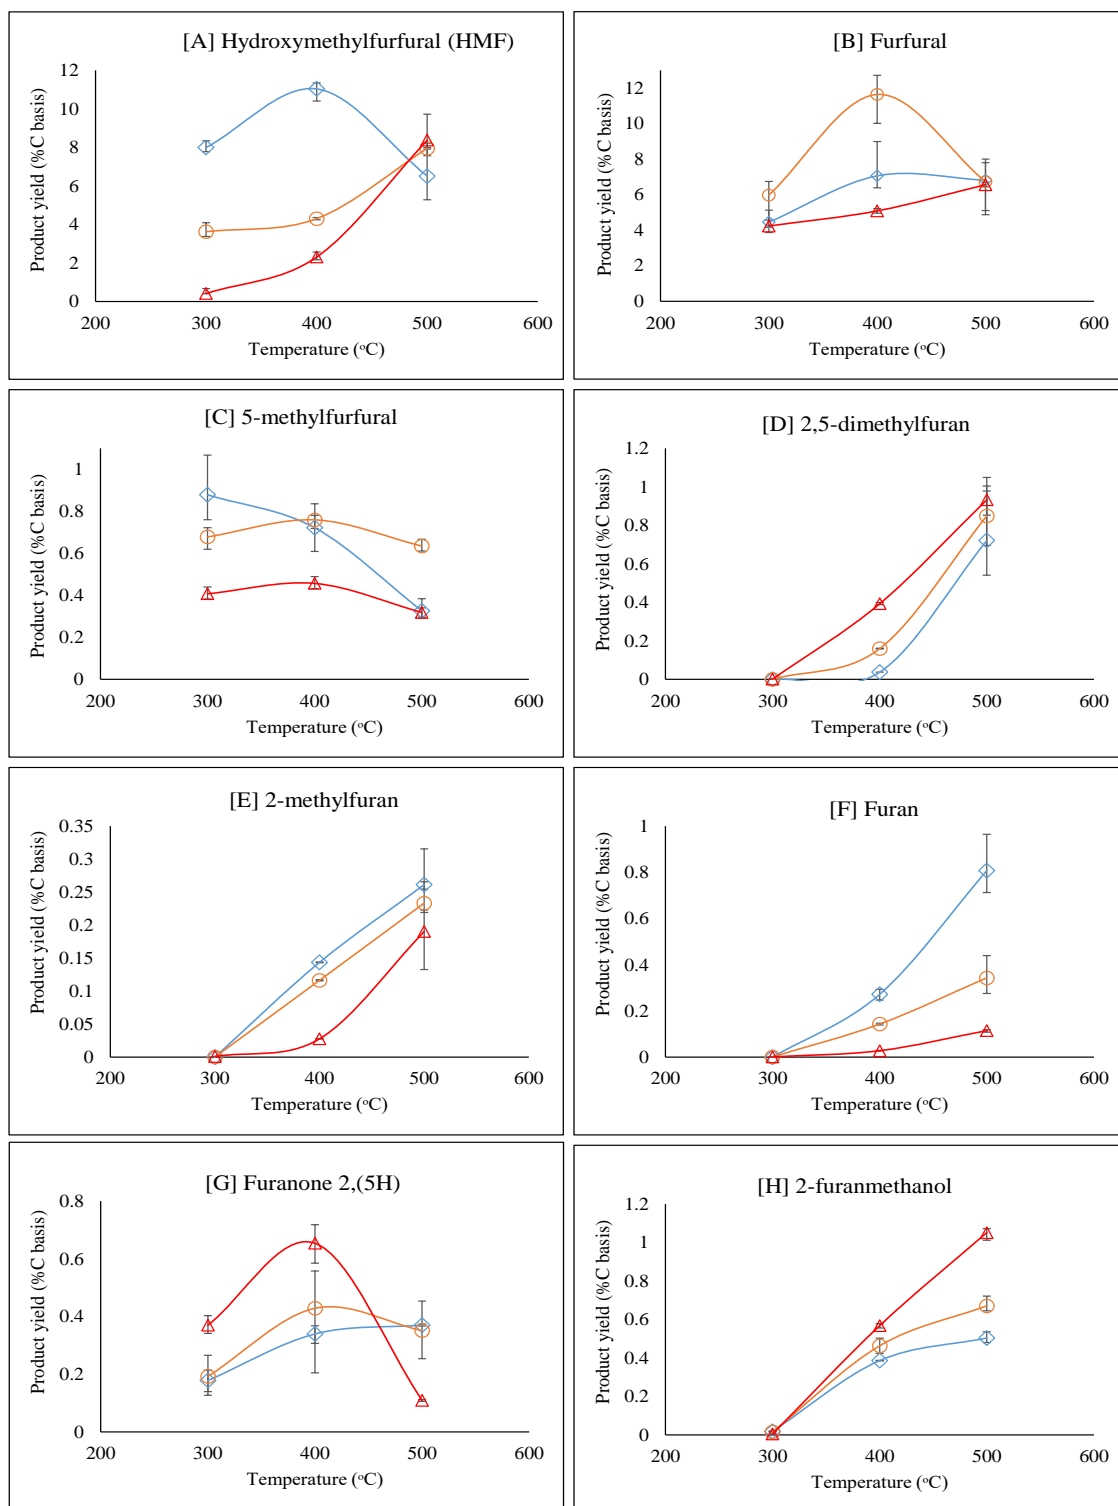 [A] Hydroxymethylfurfural (HMF)
Product yield (%C basis)
12
10
8
6
4
2
0
200 300 400 500 600
Temperature (°C)
[B] Furfural
Product yield (%C basis)
12
10
8
6
4
2
0
200 300 400 500 600
Temperature (°C)
[C] 5-methylfurfural
Product yield (%C basis)
1
0.8
0.6
0.4
0.2
0
200 300 400 500 600
Temperature (°C)
[D] 2,5-dimethylfuran
Product yield (%C basis)
1.2
1
0.8
0.6
0.4
0.2
0
200 300 400 500 600
Temperature (°C)
[E] 2-methylfuran
Product yield (%C basis)
0.35
0.3
0.25
0.2
0.15
0.1
0.05
0
200 300 400 500 600
Temperature (°C)
[F] Furan
Product yield (%C basis)
1
0.8
0.6
0.4
0.2
0
200 300 400 500 600
Temperature (°C)
[G] Furanone 2,(5H)
Product yield (%C basis)
0.8
0.6
0.4
0.2
0
200 300 400 500 600
Temperature (°C)
[H] 2-furanmethanol
Product yield (%C basis)
1.2
1
0.8
0.6
0.4
0.2
0
200 300 400 500 600
Temperature (°C)